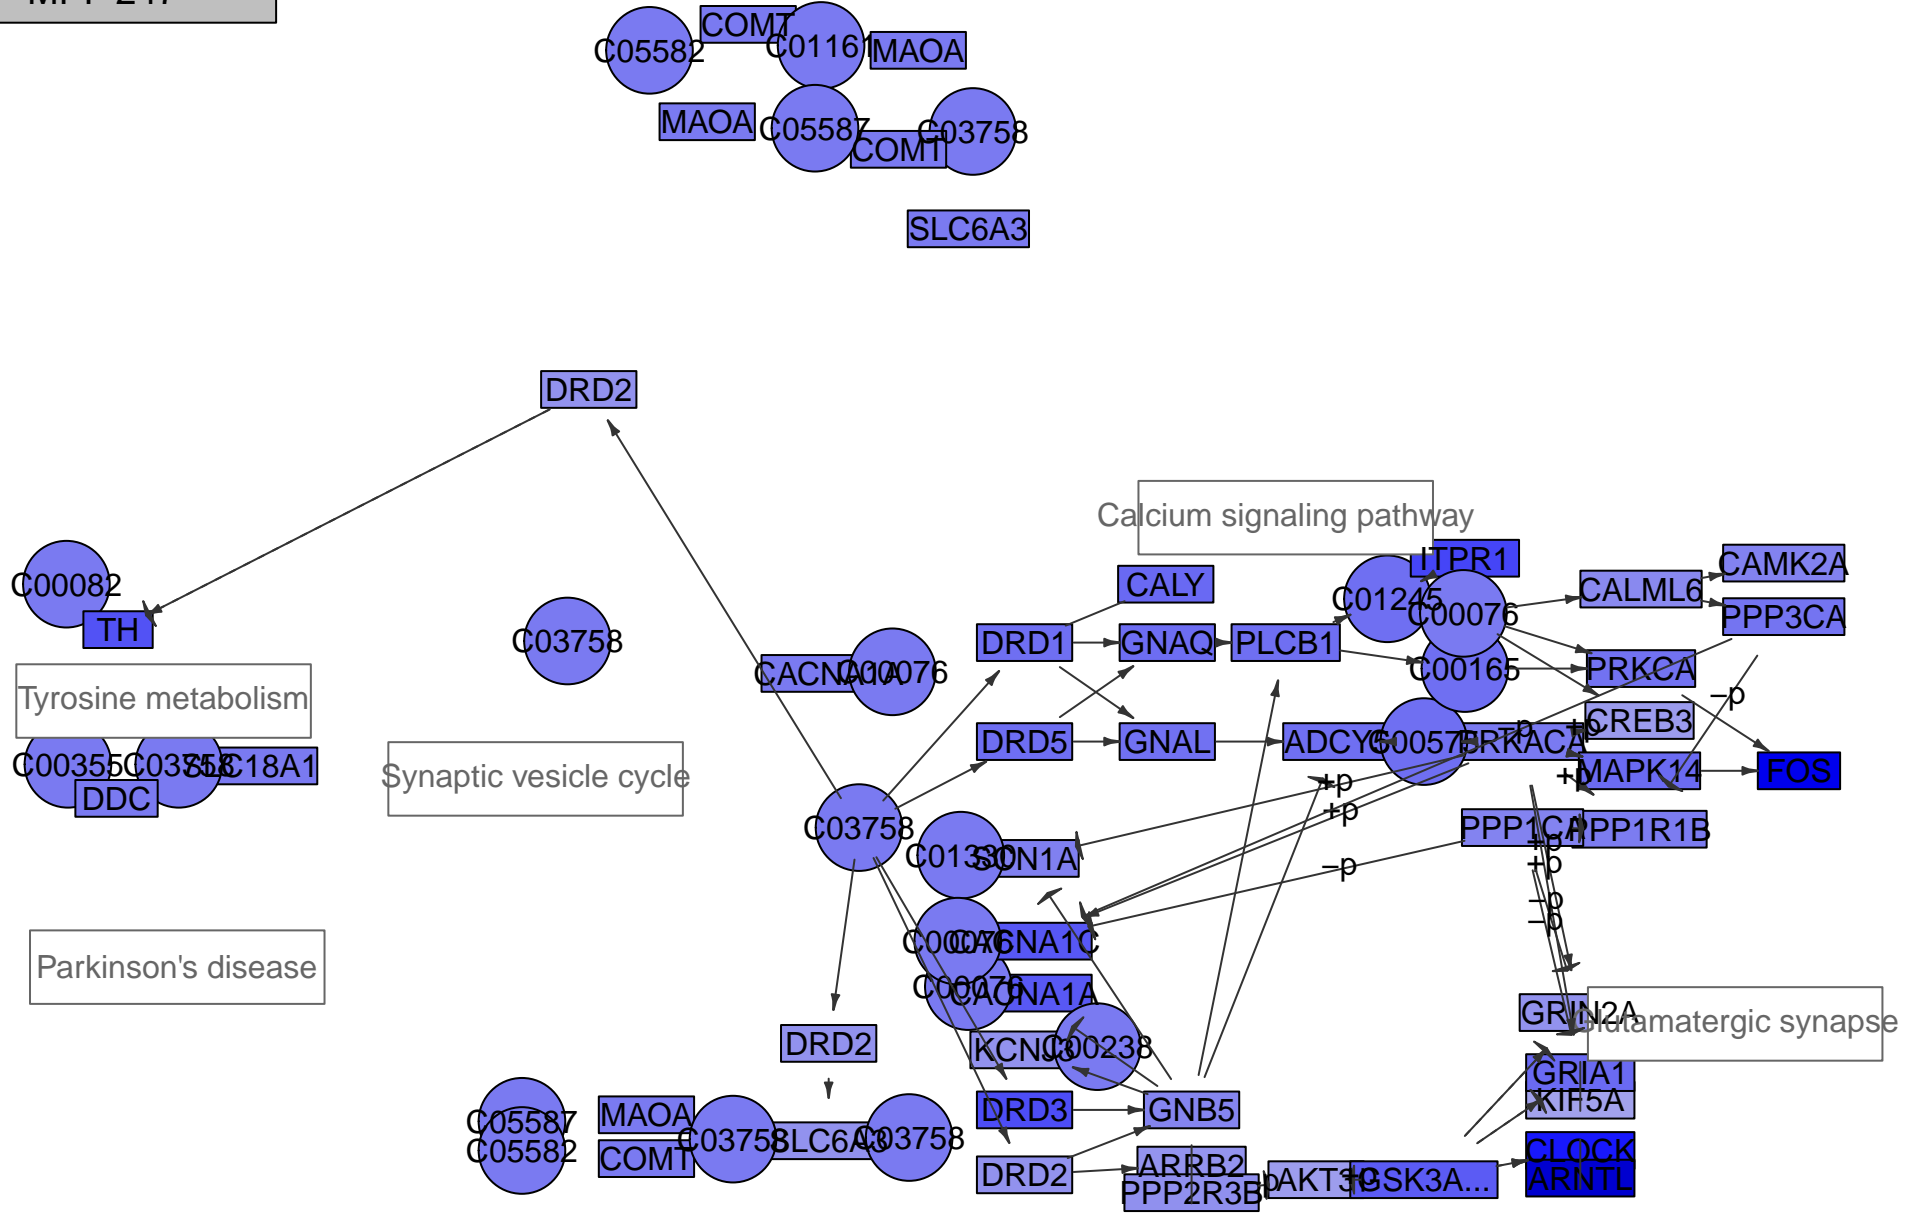 C05582
COMT
C01161
MAOA
MAOA
C05587
COMT
C03758
SLC6A3
DRD2
Calcium signaling pathway
ITPR1
CAMK2A
C00082
CALY
C01245
C00076
CALML6
TH
PPP3CA
C03758
DRD1
GNAQ
PLCB1
CACNA1A
C00076
C00165
PRKCA
Tyrosine metabolism
−p
CREB3
−p
+p
DRD5
GNAL
C00575
PRKACA
C00355
C03758
SLC18A1
Synaptic vesicle cycle
MAPK14
FOS
+p
+p
DDC
+p
C03758
PPP1CA
PPP1R1B
C01330
SCN1A
+p
−p
+p
−p
−p
C00076
CACNA1C
Parkinson's disease
C00076
CACNA1A
GRIN2A
Glutamatergic synapse
DRD2
KCNJ3
C00238
GRIA1
KIF5A
C05587
MAOA
DRD3
GNB5
C03758
SLC6A3
C03758
C05582
COMT
CLOCK
ARRB2
DRD2
AKT3
GSK3A...
ARNTL
PPP2R3B